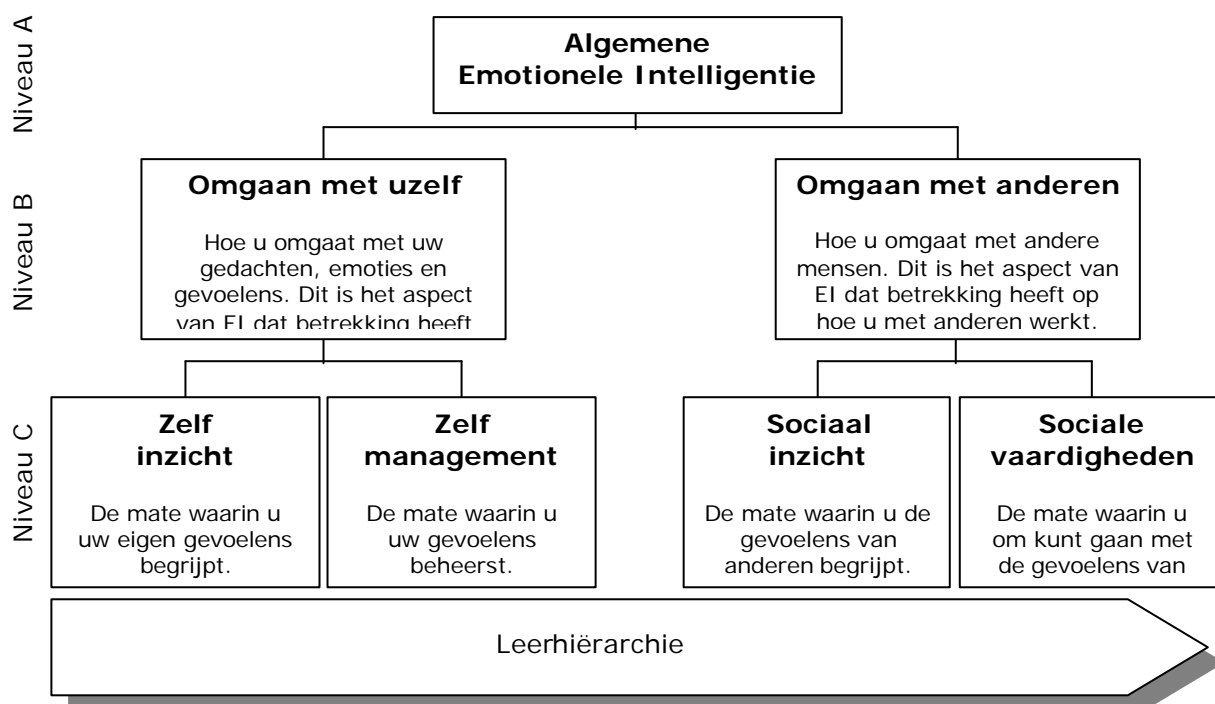 Niveau A
Algemene
Emotionele Intelligentie
Niveau B
Omgaan met uzelf
Hoe u omgaat met uw
gedachten, emoties en
gevoelens. Dit is het aspect
van EI dat betrekking heeft
Omgaan met anderen
Hoe u omgaat met andere
mensen. Dit is het aspect van
EI dat betrekking heeft op
hoe u met anderen werkt.
Niveau C
Zelf
inzicht
De mate waarin u
uw eigen gevoelens
begrijpt.
Zelf
management
De mate waarin u
uw gevoelens
beheerst.
Sociaal
inzicht
De mate waarin u de
gevoelens van
anderen begrijpt.
Sociale
vaardigheden
De mate waarin u
om kunt gaan met
de gevoelens van
Leerhiërarchie